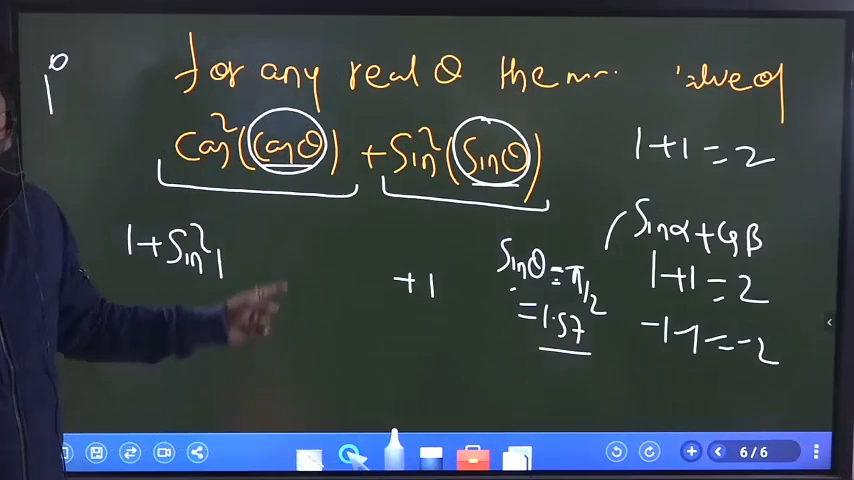 for any real θ the m   value of
Cos²(Cosθ) + Sin²(Sinθ)
1+1=2
1+Sin²1
+1
Sinθ = π/2
= 1.57
Sinα + Cosβ
1+1=2
-1-1=-2
1°
6/6